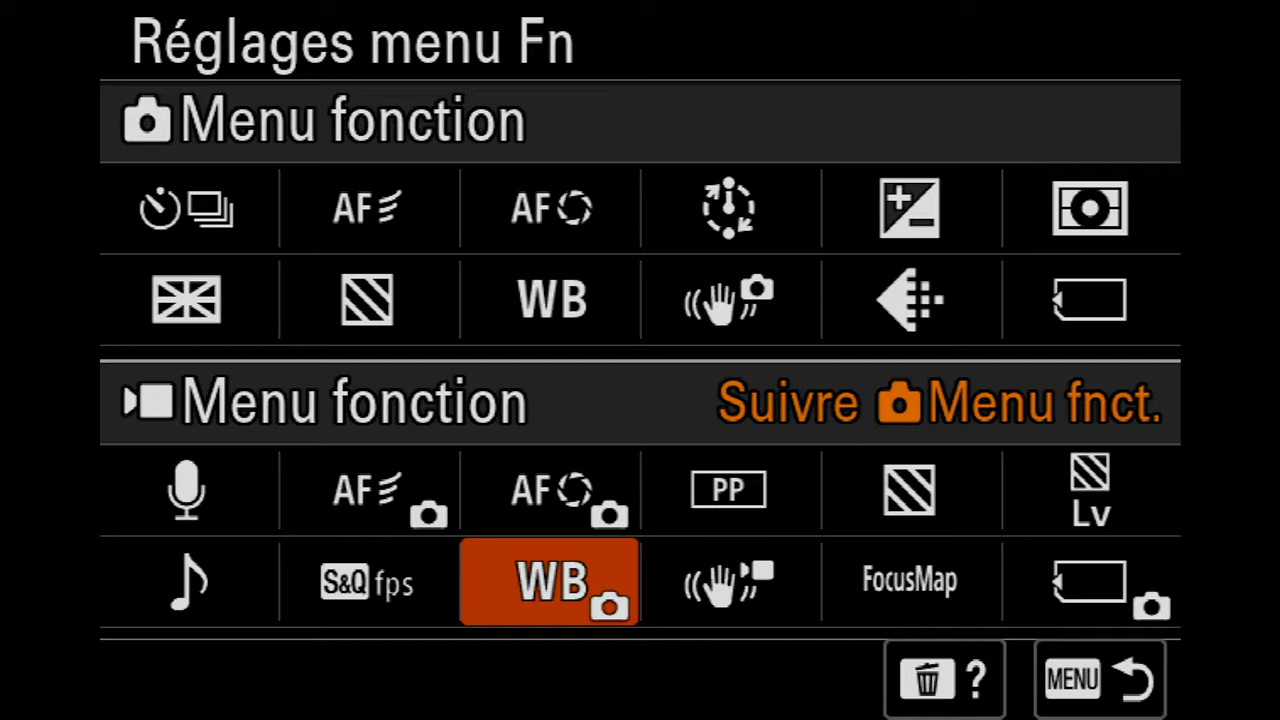 Réglages menu Fn
Menu fonction
AF AF
WB
Menu fonction Suivre Menu fnct.
AF AF PP Lv
S&Q fps WB FocusMap
? MENU